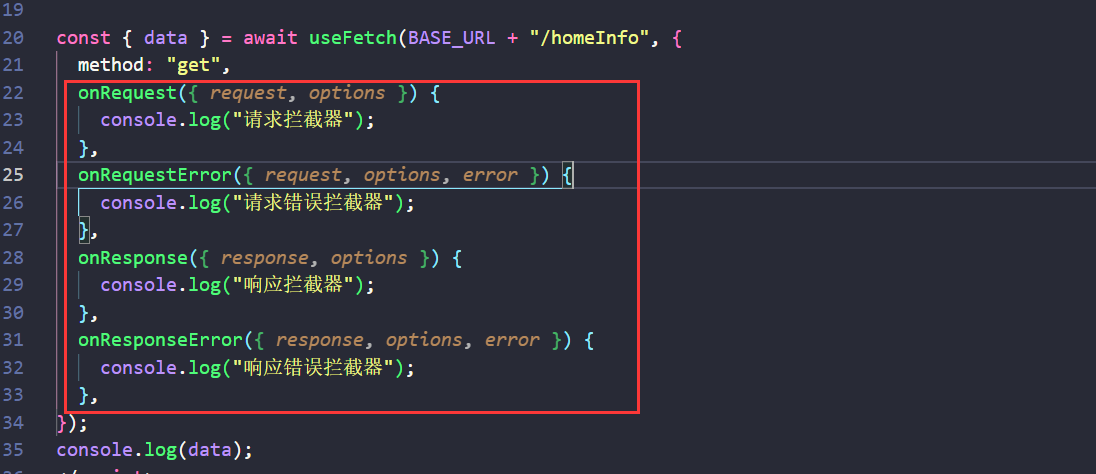 19
20 const { data } = await useFetch(BASE_URL + "/homeInfo", {
21 method: "get",
22 onRequest({ request, options }) {
23 console.log("请求拦截器");
24 },
25 onRequestError({ request, options, error }) {
26 console.log("请求错误拦截器");
27 },
28 onResponse({ response, options }) {
29 console.log("响应拦截器");
30 },
31 onResponseError({ response, options, error }) {
32 console.log("响应错误拦截器");
33 },
34 });
35 console.log(data);